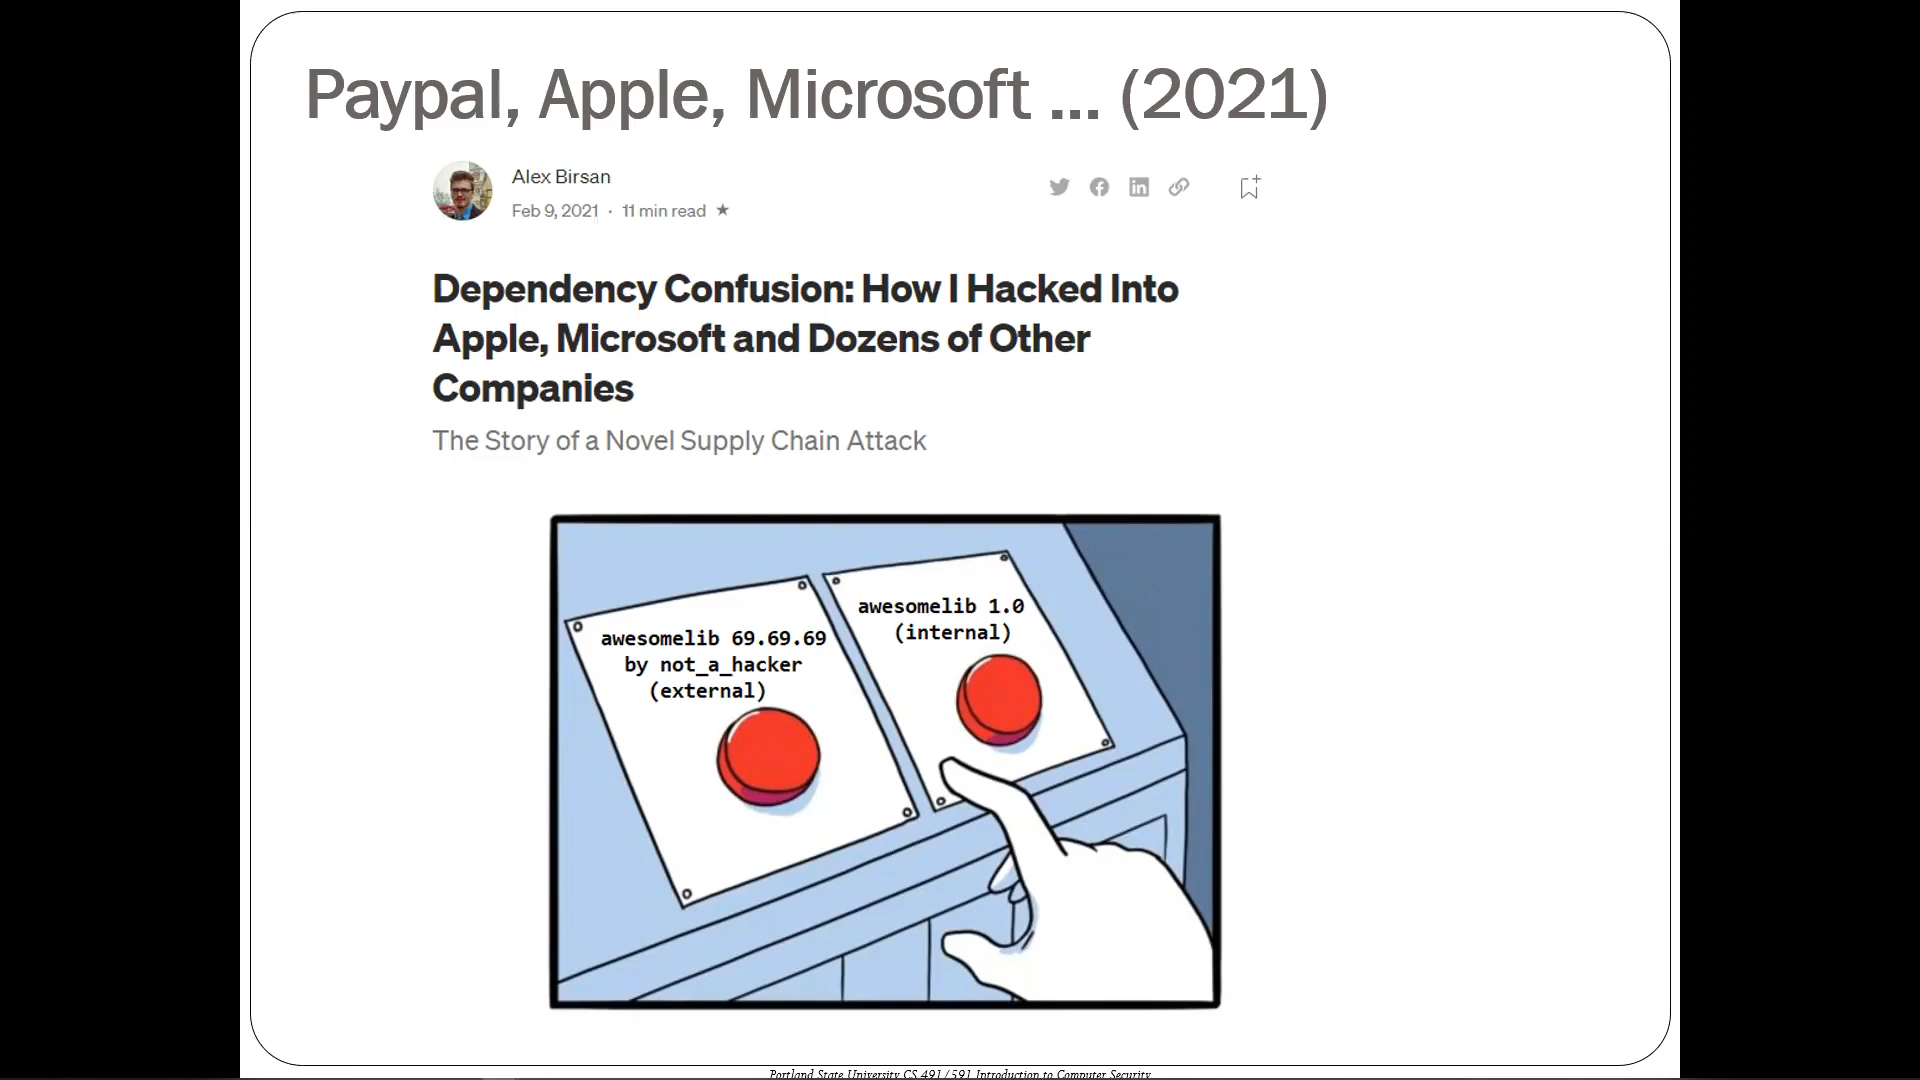 Paypal, Apple, Microsoft ... (2021)
Alex Birsan
Feb 9, 2021 · 11 min read ★
Dependency Confusion: How I Hacked Into
Apple, Microsoft and Dozens of Other
Companies
The Story of a Novel Supply Chain Attack
awesomelib 69.69.69
by not_a_hacker
(external)
awesomelib 1.0
(internal)
Portland State University CS 491/591 Introduction to Computer Security